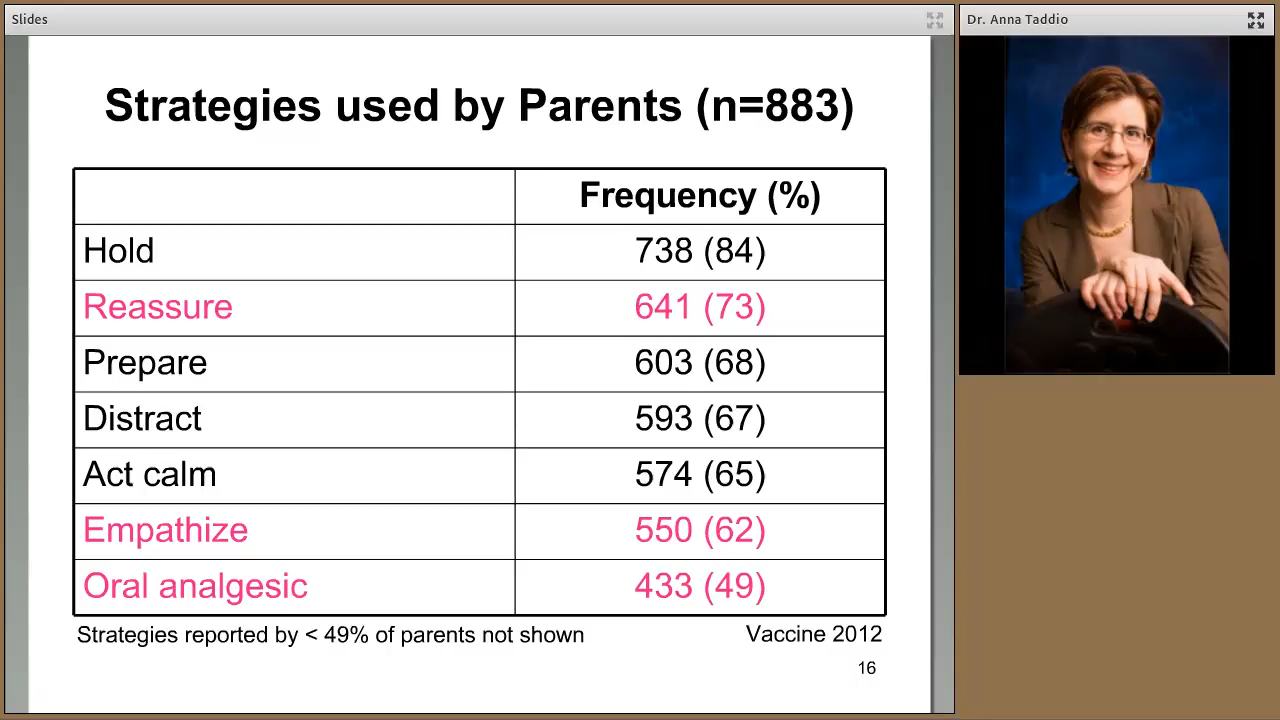 Slides
Dr. Anna Taddio
Strategies used by Parents (n=883)
Frequency (%)
Hold 738 (84)
Reassure 641 (73)
Prepare 603 (68)
Distract 593 (67)
Act calm 574 (65)
Empathize 550 (62)
Oral analgesic 433 (49)
Strategies reported by < 49% of parents not shown Vaccine 2012
16